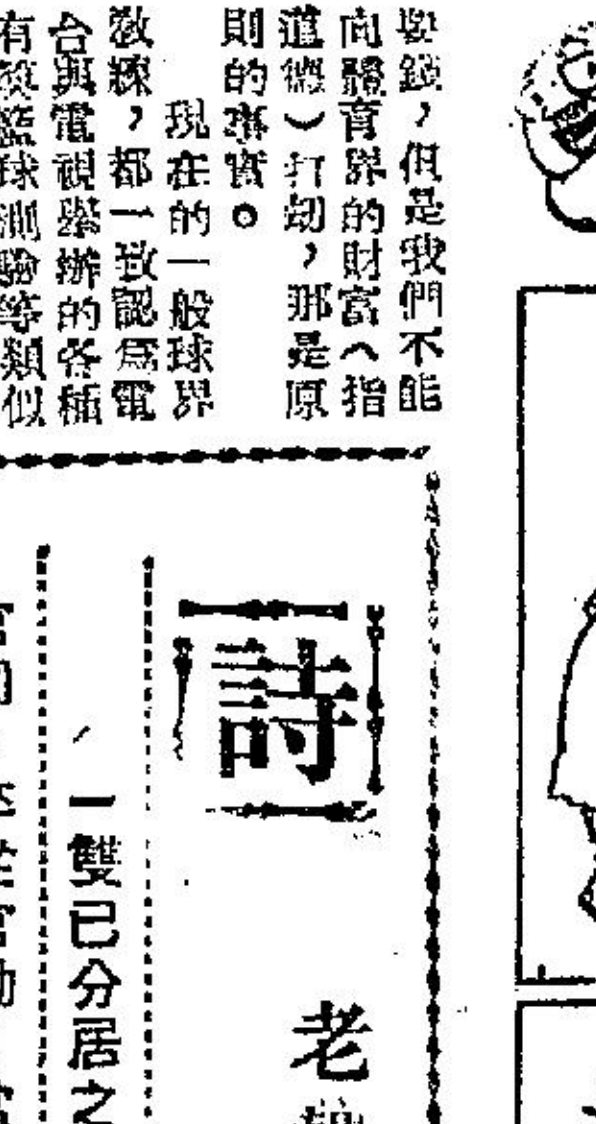 錢，但是我們不能
向體育界的財富（指
道德）打劫，那是原
則的事實。
現在的一般球界
教練，都一致認爲電
台與電視舉辦的各種
有獎籃球測驗等類似
詩
老
一雙已分居之